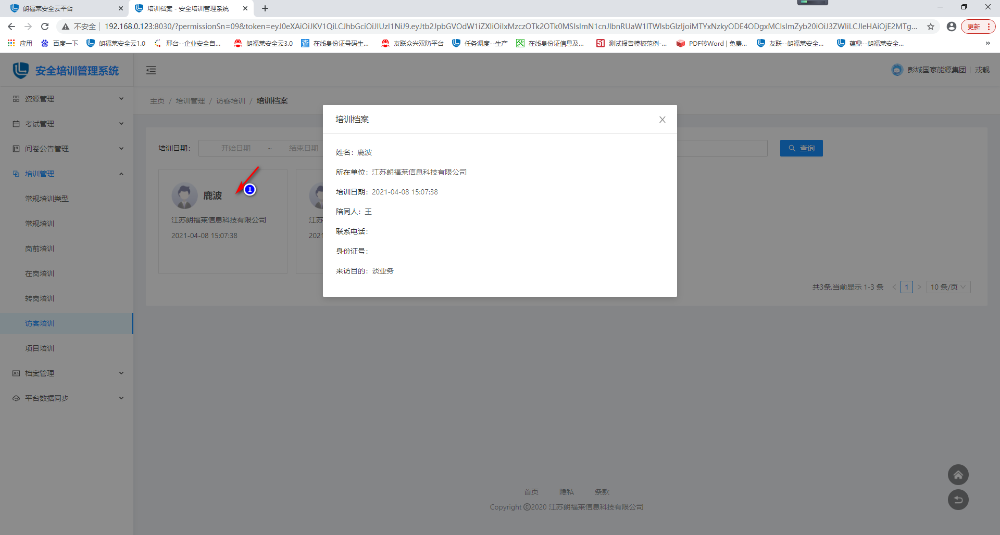 朗福莱安全云平台
培训档案 - 安全培训管理系统
不安全
192.168.0.123:8030/?permissionSn=09&token=eyJ0eXAiOiJKV1QiLCJhbGciOiJIUzI1NiJ9.eyJtb2JpbGVOdW1iZXIiOiIxMzczOTk2OTk0MSIsImN1cnJlbnRUaW1lTWlsbGlzIjoiMTYxNzkyODE4ODgxMCIsImZyb20iOiJ3ZWIiLCJleHAiOjE2MTg...
更新
应用
百度一下
朗福莱安全云1.0
邢台--企业安全自...
朗福莱安全云3.0
查
在线身份证号码生...
友联众兴双防平台
任务调度--生产
在线身份证信息及...
51
测试报告模板范例-...
PDF转Word | 免费...
友联--朗福莱安全...
蕴鼎--朗福莱安全...
»
安全培训管理系统
彭城国家能源集团
戎靓
资源管理
考试管理
问卷公告管理
培训管理
常规培训类型
常规培训
岗前培训
在岗培训
转岗培训
访客培训
项目培训
档案管理
平台数据同步
主页 / 培训管理 / 访客培训 / 培训档案
培训日期：
开始日期 ~ 结束日期
查询
1
鹿波
江苏朗福莱信息科技有限公司
2021-04-08 15:07:38
江苏
2021
培训档案
姓名：鹿波
所在单位：江苏朗福莱信息科技有限公司
培训日期：2021-04-08 15:07:38
陪同人：王
联系电话：
身份证号：
来访目的：谈业务
共3条,当前显示 1-3 条 < 1 > 10 条/页
首页 隐私 条款
Copyright ©2020 江苏朗福莱信息科技有限公司